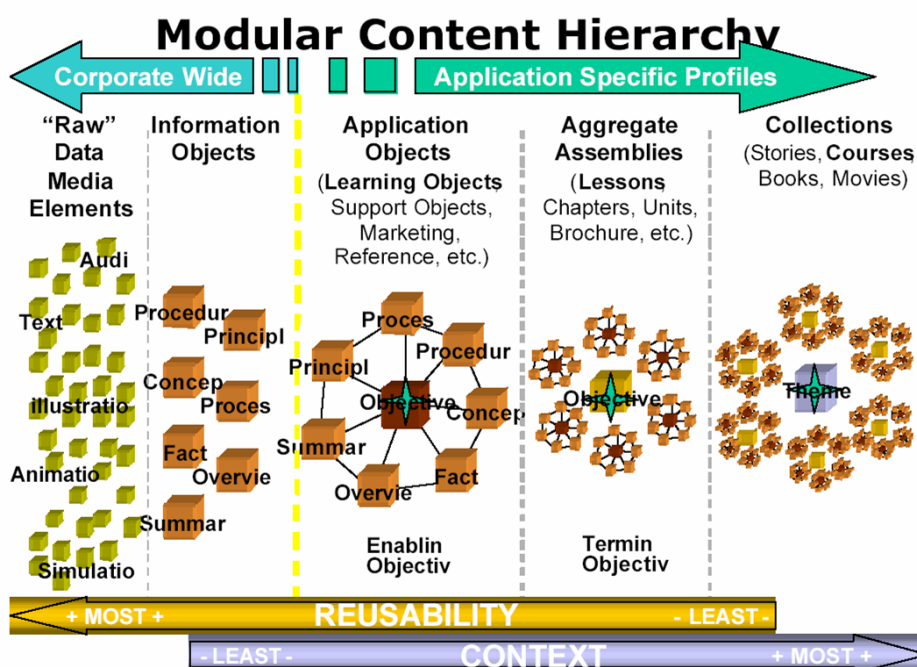 Modular Content Hierarchy
Corporate Wide
Application Specific Profiles
“Raw”
Data
Media
Elements
Information
Objects
Application
Objects
(Learning Objects
Support Objects,
Marketing,
Reference, etc.)
Aggregate
Assemblies
(Lessons,
Chapters, Units,
Brochure, etc.)
Collections
(Stories, Courses,
Books, Movies)
Audi
Text
illustratio
Animatio
Simulatio
Procedur
Principl
Concep
Proces
Fact
Overvie
Summar
Proces
Principl
Procedur
Objective
Concep
Summar
Overvie
Fact
Enablin
Objectiv
Objective
Termin
Objectiv
Theme
+ MOST +
REUSABILITY
- LEAST -
- LEAST -
CONTEXT
+ MOST +